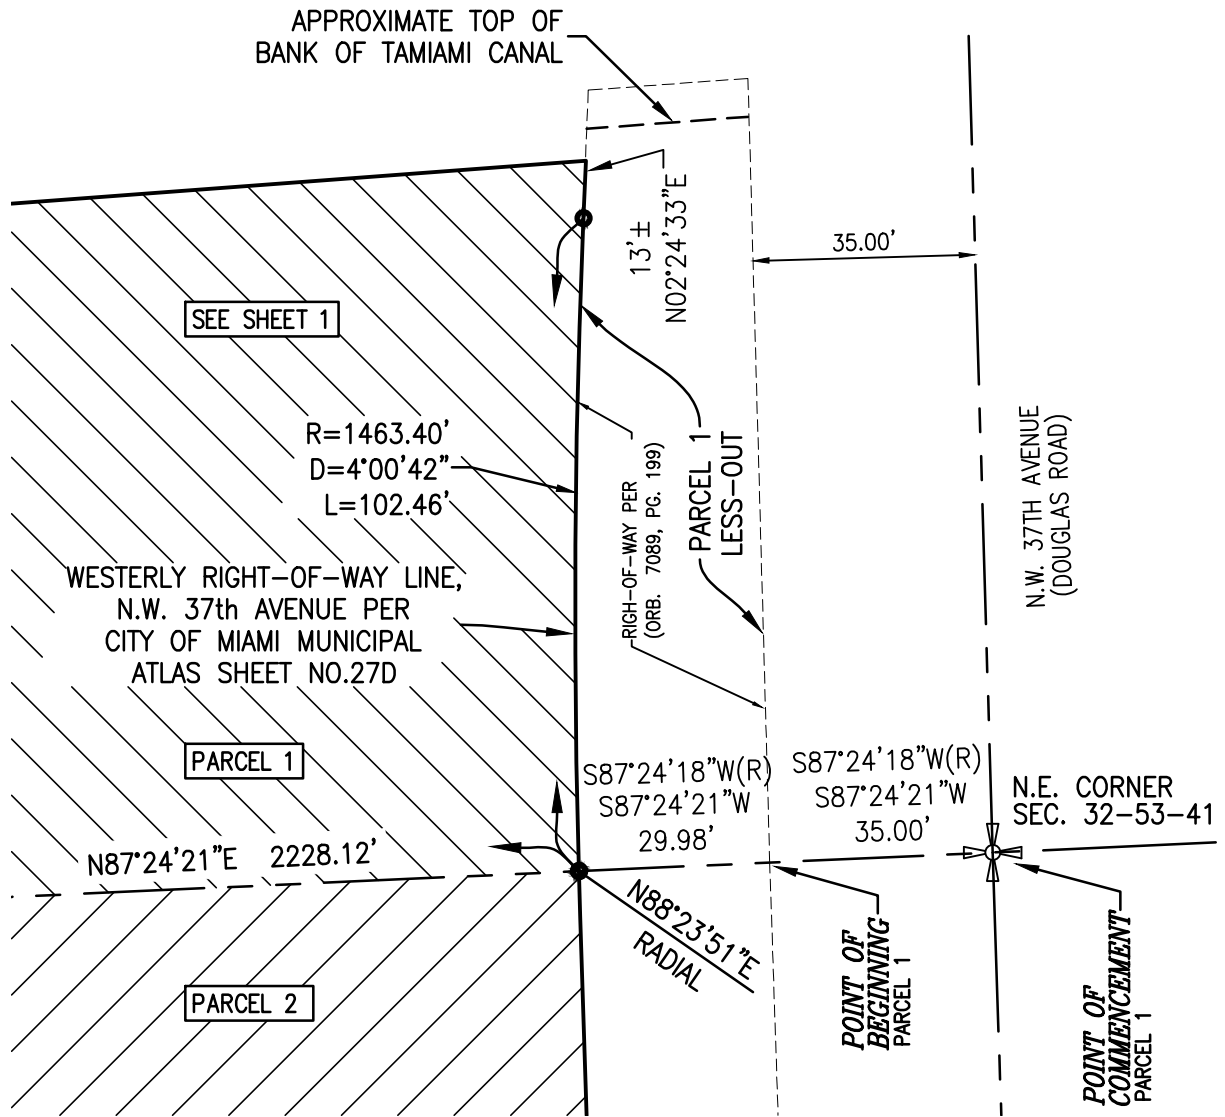 APPROXIMATE TOP OF
BANK OF TAMIAMI CANAL
13'±
N02°24'33"E
35.00'
SEE SHEET 1
R=1463.40'
D=4°00'42"
L=102.46'
RIGH-OF-WAY PER
(ORB. 7089, PG. 199)
PARCEL 1
LESS-OUT
N.W. 37TH AVENUE
(DOUGLAS ROAD)
WESTERLY RIGHT-OF-WAY LINE,
N.W. 37th AVENUE PER
CITY OF MIAMI MUNICIPAL
ATLAS SHEET NO.27D
PARCEL 1
S87°24'18"W(R)
S87°24'21"W
29.98'
S87°24'18"W(R)
S87°24'21"W
35.00'
N.E. CORNER
SEC. 32-53-41
N87°24'21"E 2228.12'
N88°23'51"E
RADIAL
POINT OF
BEGINNING
PARCEL 1
POINT OF
COMMENCEMENT
PARCEL 1
PARCEL 2